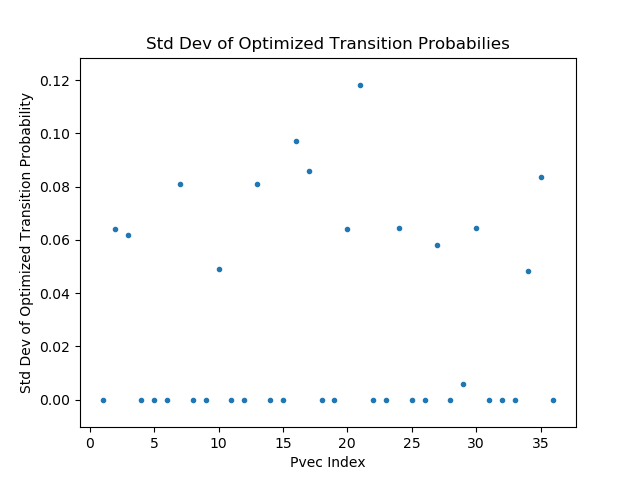 Std Dev of Optimized Transition Probabilies
Std Dev of Optimized Transition Probability
0.12
0.10
0.08
0.06
0.04
0.02
0.00
0 5 10 15 20 25 30 35
Pvec Index